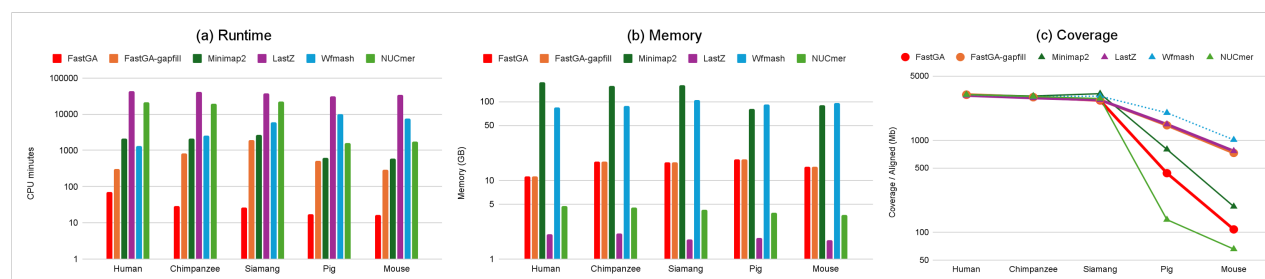 (a) Runtime
FastGA FastGA-gapfill Minimap2 LastZ Wfmash NUCmer
CPU minutes
100000
10000
1000
100
10
1
Human Chimpanzee Siamang Pig Mouse
(b) Memory
FastGA FastGA-gapfill Minimap2 LastZ Wfmash NUCmer
Memory (GB)
100
50
10
5
1
Human Chimpanzee Siamang Pig Mouse
(c) Coverage
FastGA FastGA-gapfill Minimap2 LastZ Wfmash NUCmer
Coverage / Aligned (Mb)
5000
1000
500
100
50
Human Chimpanzee Siamang Pig Mouse